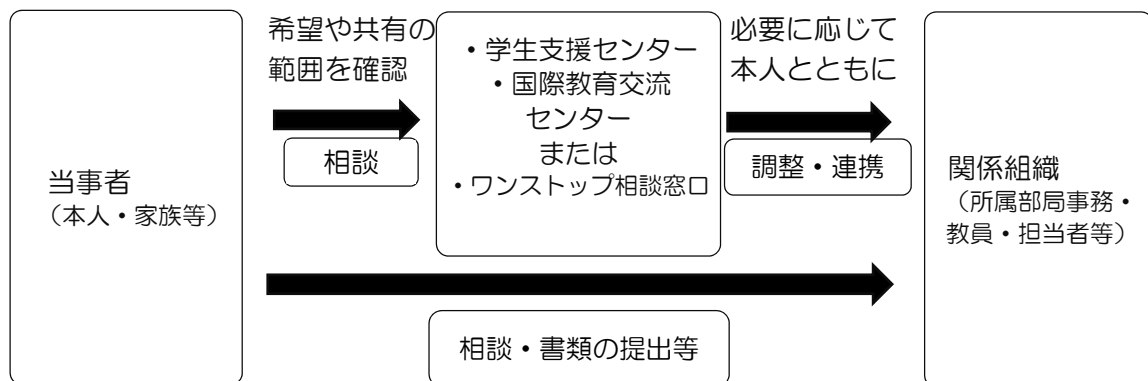 希望や共有の
範囲を確認
相談
当事者
（本人・家族等）
・学生支援センター
・国際教育交流
センター
または
・ワンストップ相談窓口
必要に応じて
本人とともに
調整・連携
関係組織
（所属部局事務・
教員・担当者等）
相談・書類の提出等